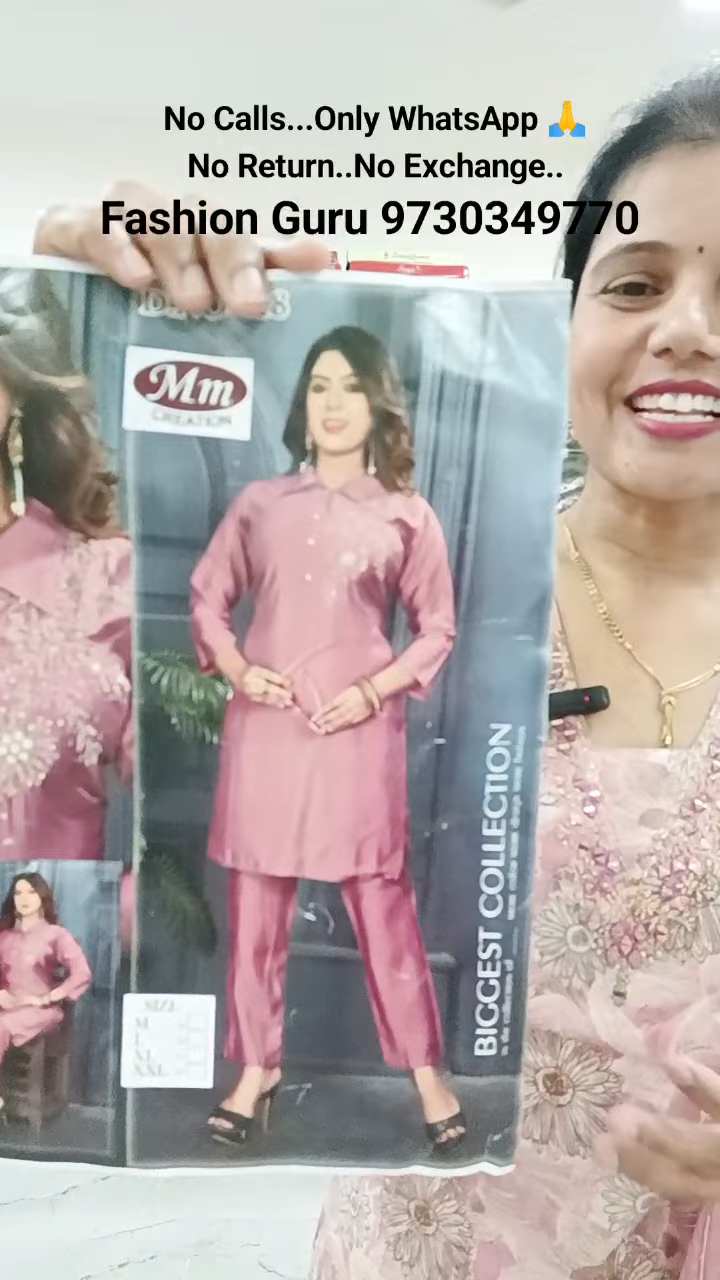 No Calls...Only WhatsApp 🙏
No Return..No Exchange..
Fashion Guru 9730349770
Mm
CREATION
BIGGEST COLLECTION
SIZE
M
L
XL
XXL